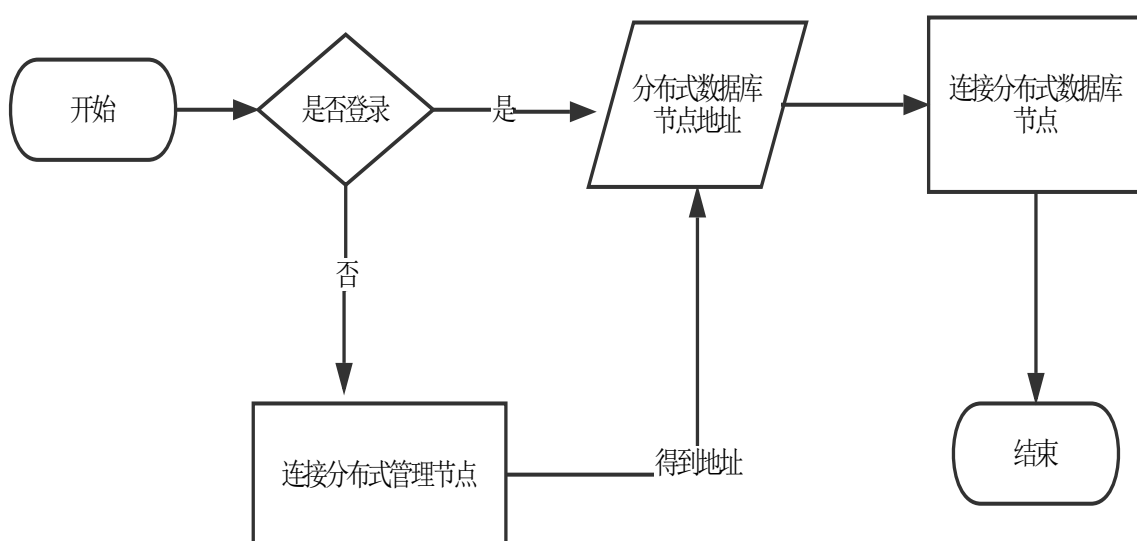 开始
是否登录
是
分布式数据库
节点地址
连接分布式数据库
节点
否
连接分布式管理节点
得到地址
结束